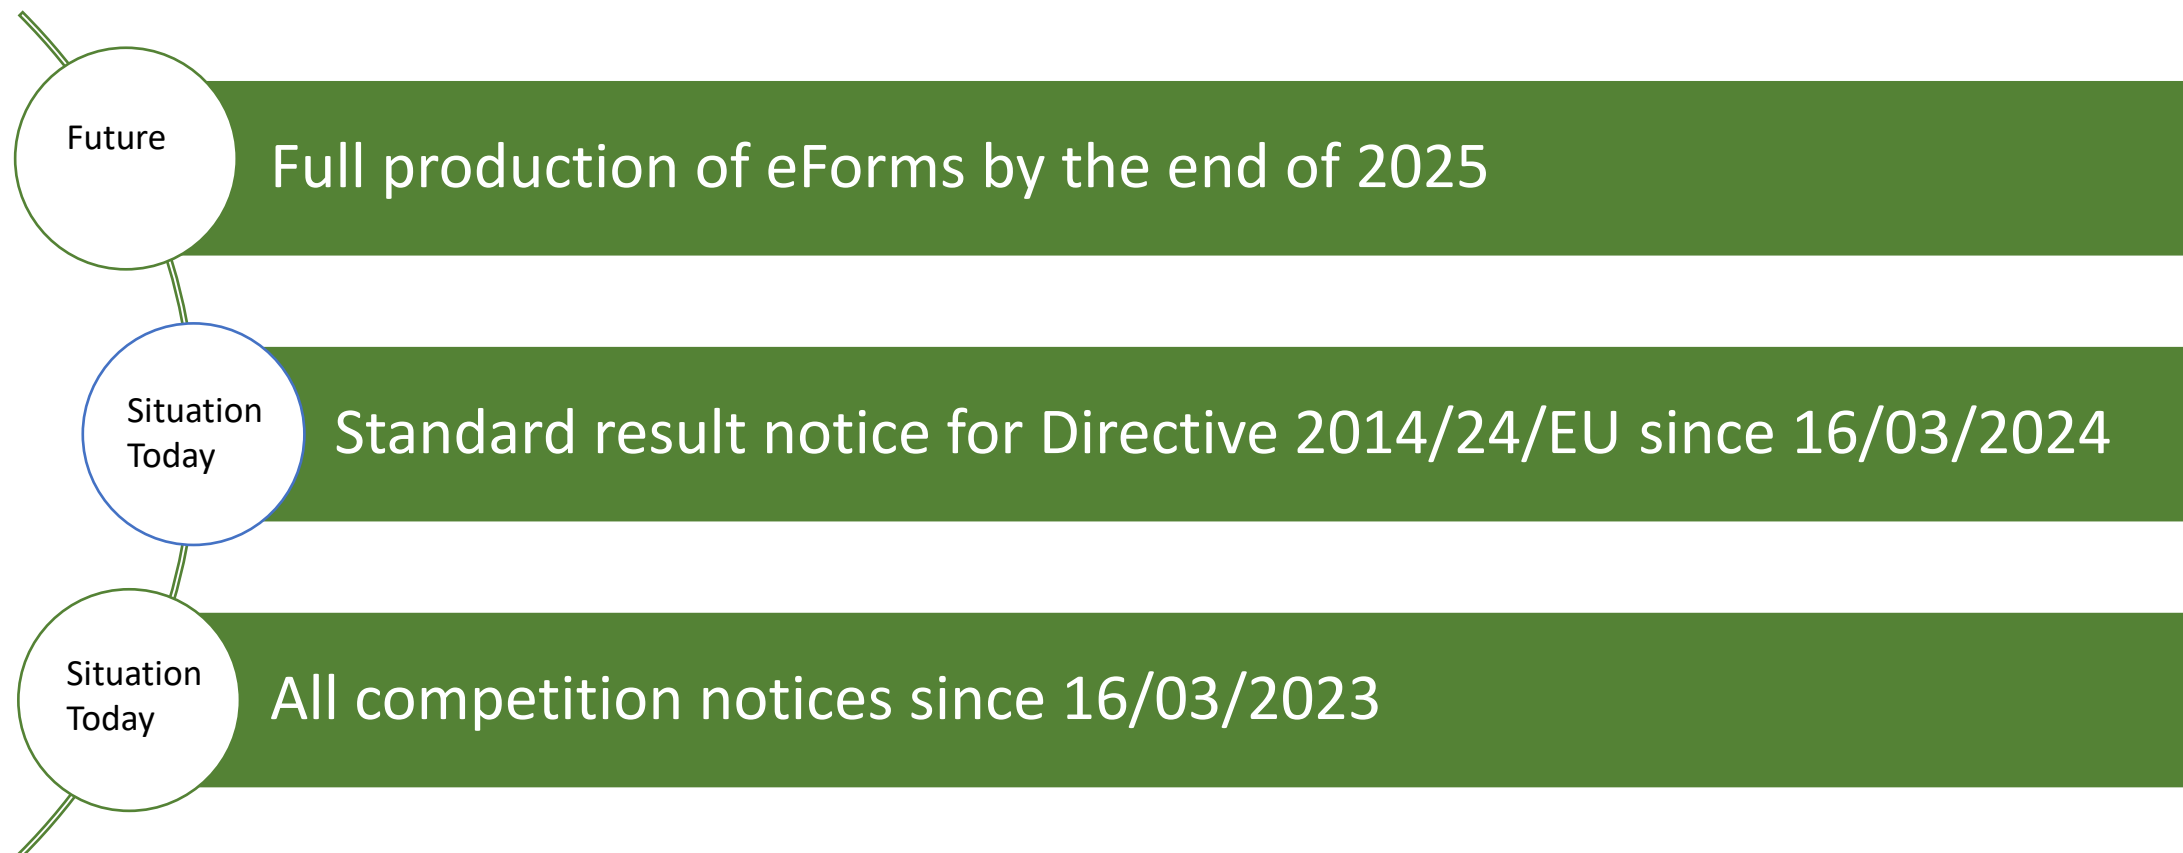 Future
Full production of eForms by the end of 2025
Situation
Today
Standard result notice for Directive 2014/24/EU since 16/03/2024
Situation
Today
All competition notices since 16/03/2023